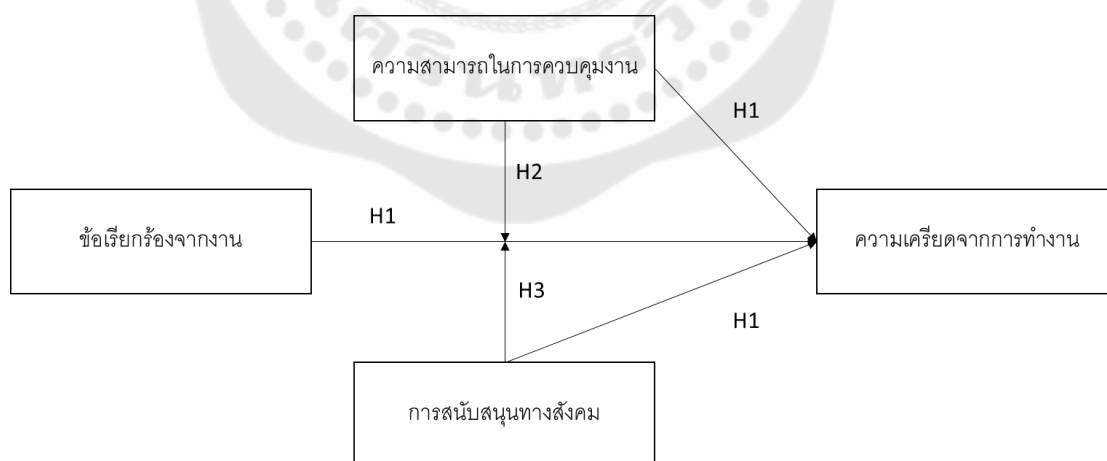 ความสามารถในการควบคุมงาน
H1
H2
ข้อเรียกร้องจากงาน
H1
ความเครียดจากการทำงาน
H3
H1
การสนับสนุนทางสังคม